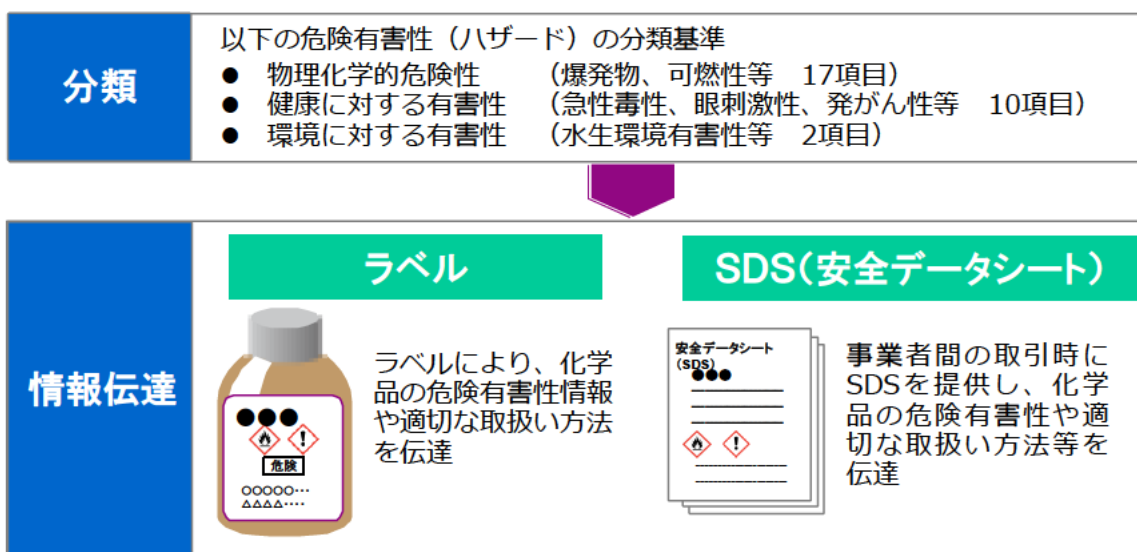 分類
以下の危険有害性（ハザード）の分類基準
● 物理化学的危険性　（爆発物、可燃性等　17項目）
● 健康に対する有害性　（急性毒性、眼刺激性、発がん性等　10項目）
● 環境に対する有害性　（水生環境有害性等　2項目）
情報伝達
ラベル
●●●
危険
○○○○○…
△△△△‥‥
ラベルにより、化学
品の危険有害性情報
や適切な取扱い方法
を伝達
SDS（安全データシート）
安全データシート
(SDS)
●●●
事業者間の取引時に
SDSを提供し、化学
品の危険有害性や適
切な取扱い方法等を
伝達